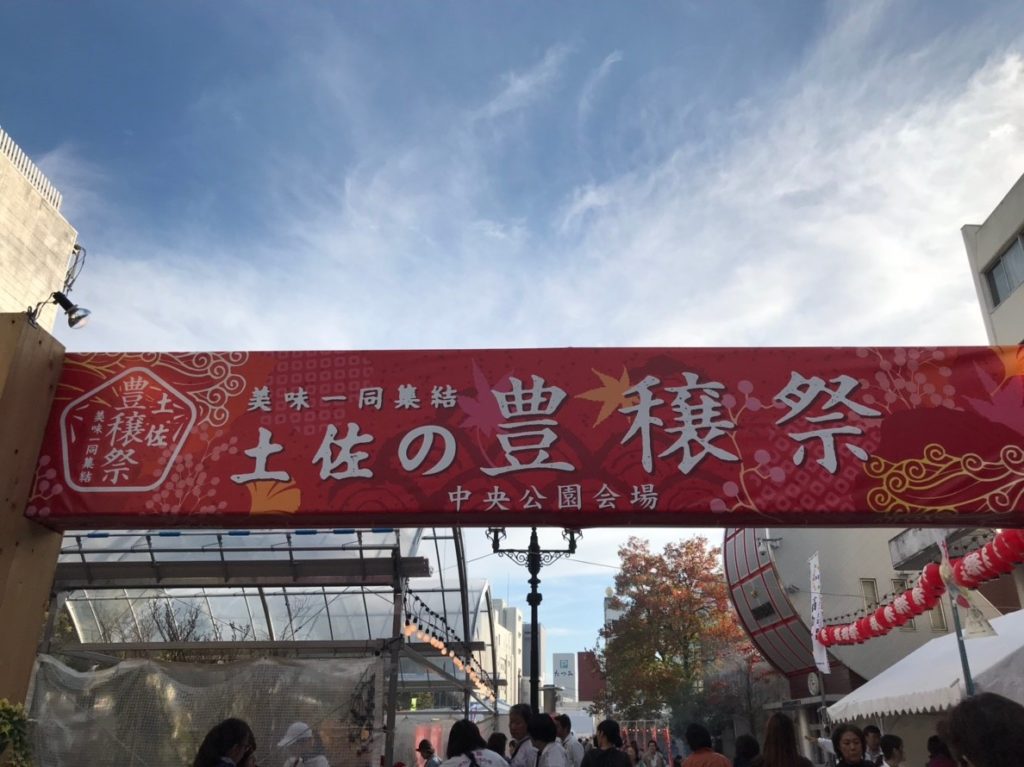 土佐
豊穣祭
美味一同集結
美味一同集結
土佐の豊穣祭
中央公園会場